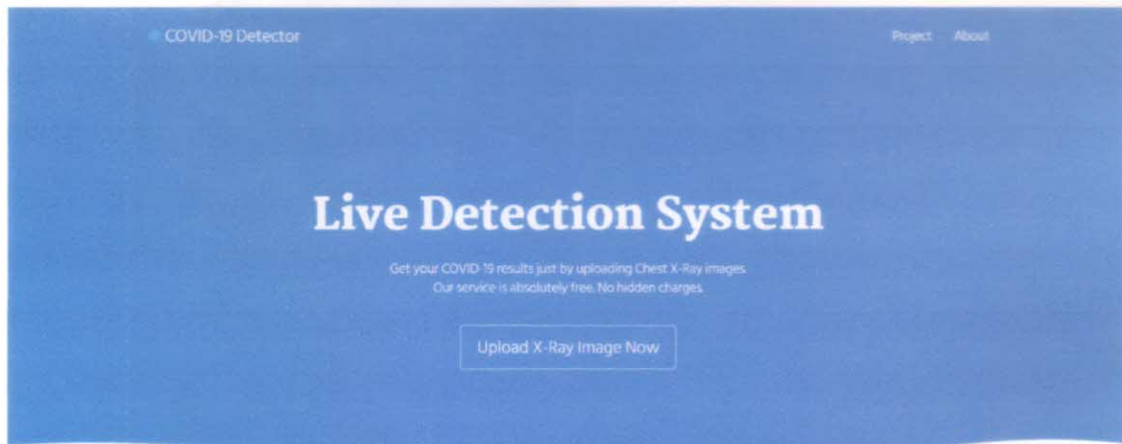 COVID-19 Detector
Project About
Live Detection System
Get your COVID-19 results just by uploading Chest X-Ray images.
Our service is absolutely free. No hidden charges.
Upload X-Ray Image Now